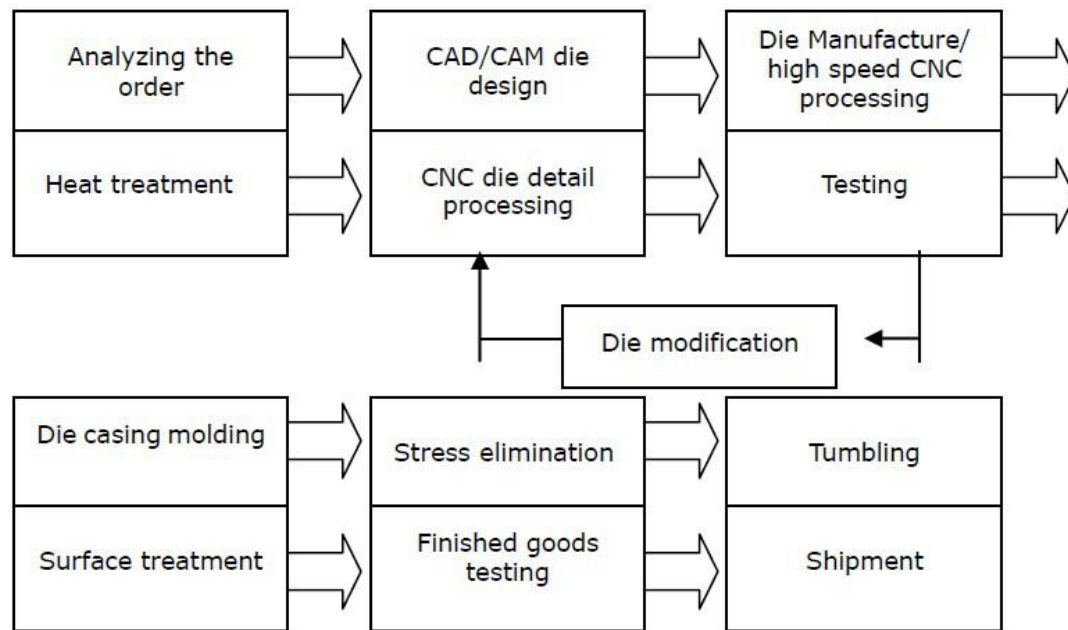 Analyzing the
order
CAD/CAM die
design
Die Manufacture/
high speed CNC
processing
Heat treatment
CNC die detail
processing
Testing
Die modification
Die casing molding
Stress elimination
Tumbling
Surface treatment
Finished goods
testing
Shipment